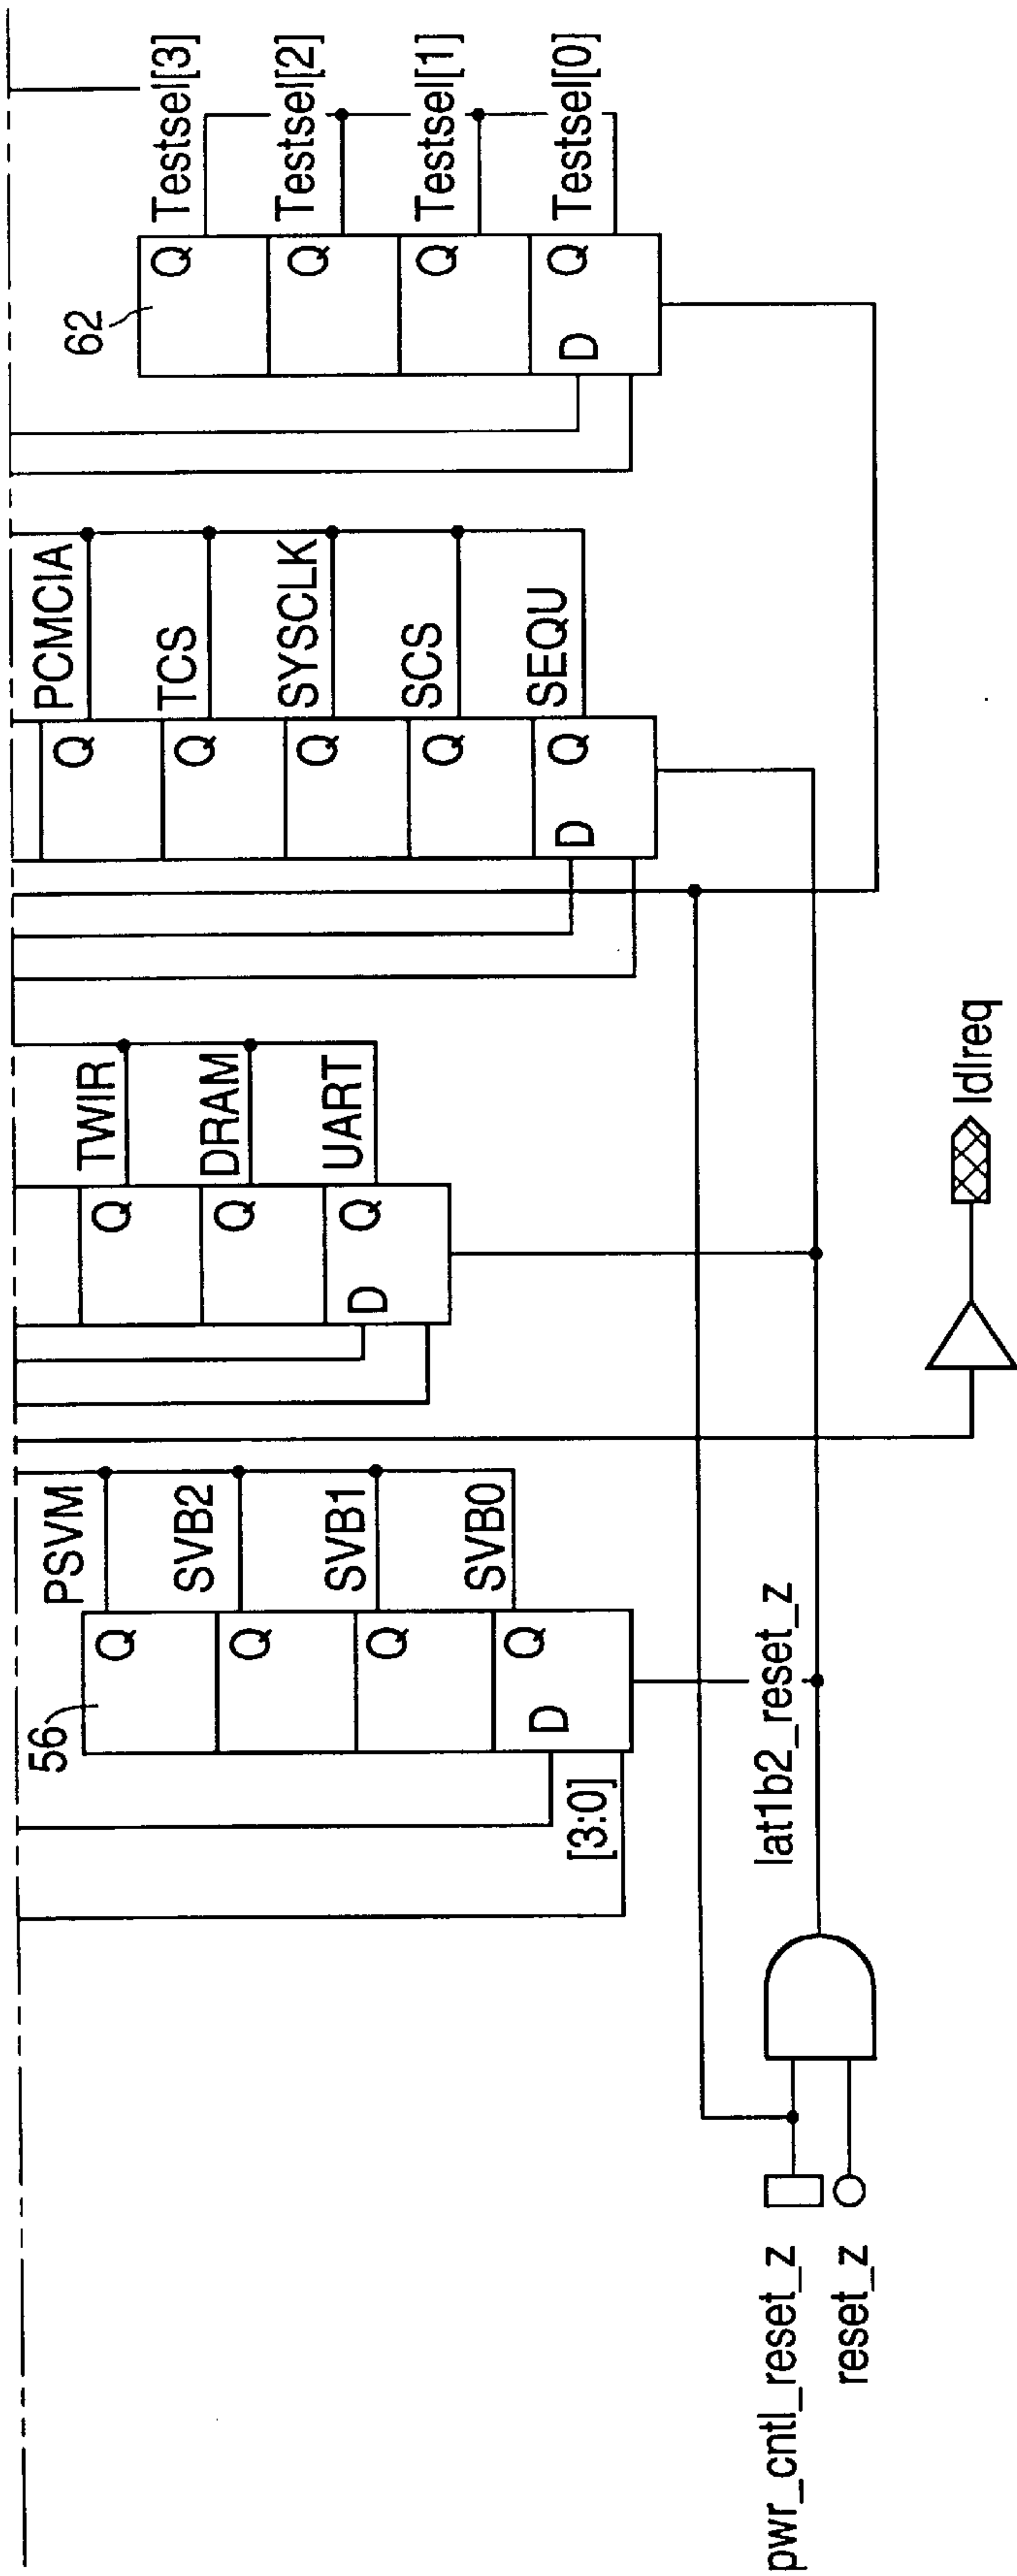 56
PSVM
Q
SVB2
Q
SVB1
Q
SVB0
Q
D
[3:0]
TWIR
Q
DRAM
Q
UART
Q
D
PCMCIA
Q
TCS
Q
SYSCLK
Q
SCS
Q
SEQU
Q
D
62
Testsel[3]
Q
Testsel[2]
Q
Testsel[1]
Q
Testsel[0]
Q
D
Idlreq
lat1b2_reset_z
pwr_cntl_reset_z
reset_z